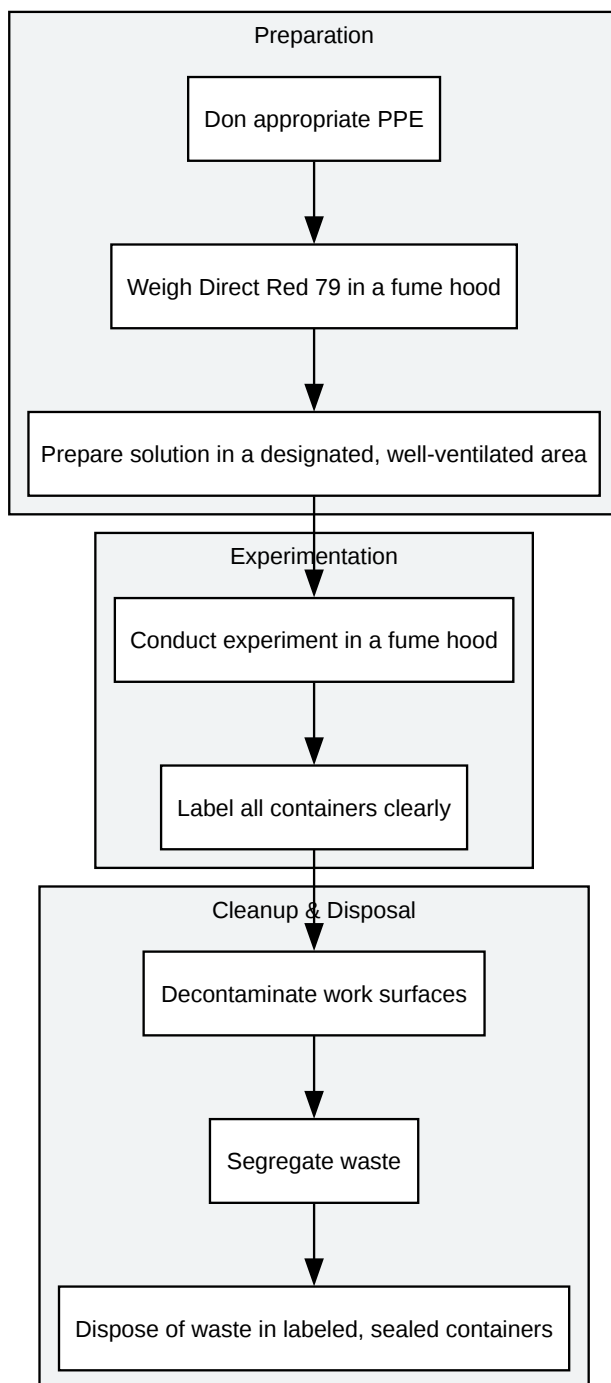 Preparation
Don appropriate PPE
Weigh Direct Red 79 in a fume hood
Prepare solution in a designated, well-ventilated area
Experimentation
Conduct experiment in a fume hood
Label all containers clearly
Cleanup & Disposal
Decontaminate work surfaces
Segregate waste
Dispose of waste in labeled, sealed containers